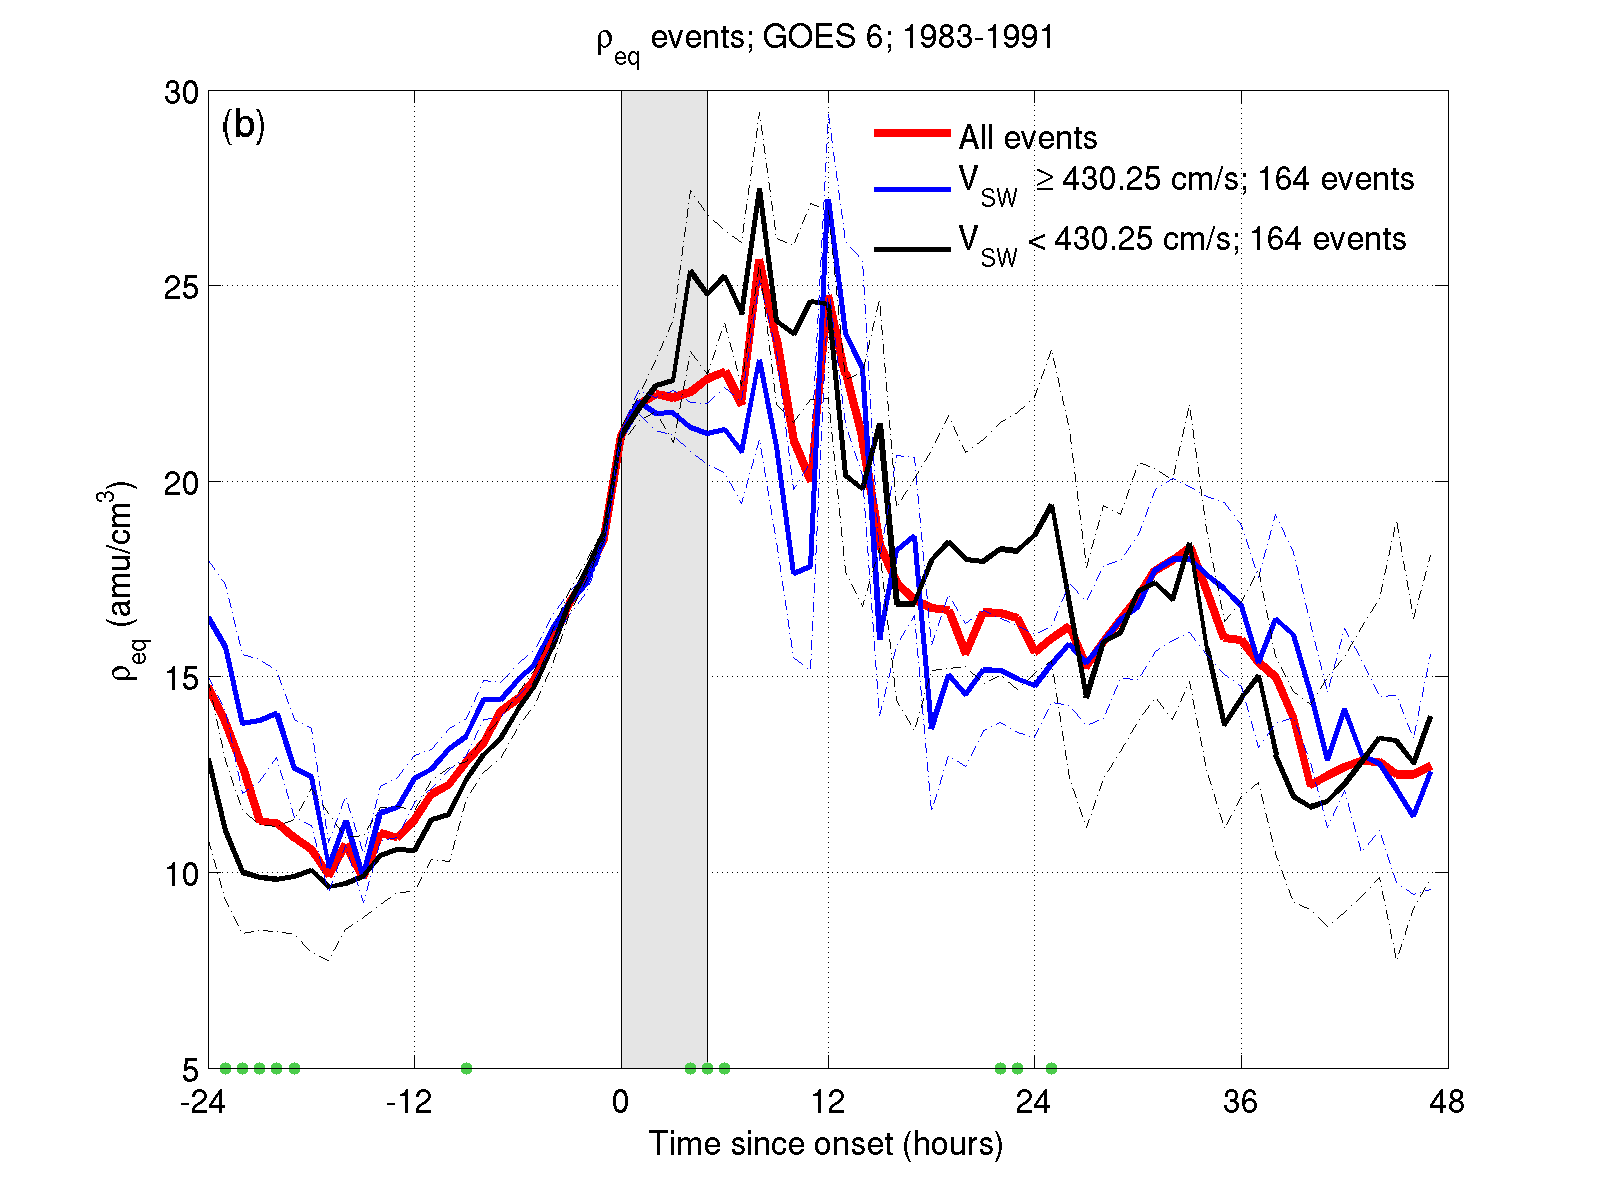 ρeq events; GOES 6; 1983-1991
(b)
All events
VSW ≥ 430.25 cm/s; 164 events
VSW < 430.25 cm/s; 164 events
30
25
20
15
10
5
ρeq (amu/cm³)
-24 -12 0 12 24 36 48
Time since onset (hours)